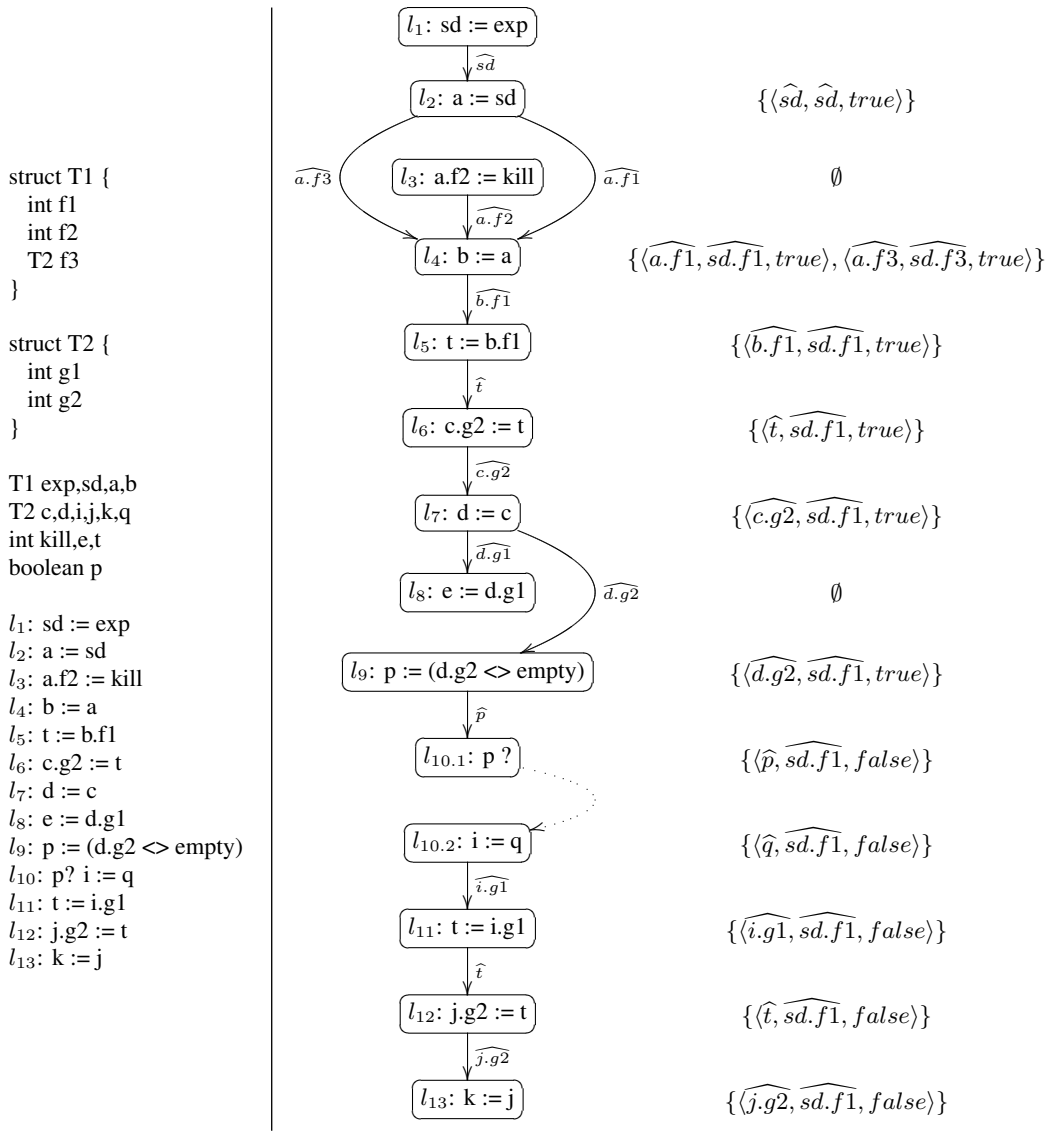 struct T1 {
int f1
int f2
T2 f3
}
struct T2 {
int g1
int g2
}
T1 exp,sd,a,b
T2 c,d,i,j,k,q
int kill,e,t
boolean p
l₁: sd := exp
l₂: a := sd
l₃: a.f2 := kill
l₄: b := a
l₅: t := b.f1
l₆: c.g2 := t
l₇: d := c
l₈: e := d.g1
l₉: p := (d.g2 <> empty)
l₁₀: p? i := q
l₁₁: t := i.g1
l₁₂: j.g2 := t
l₁₃: k := j
l₁: sd := exp
s͡d
l₂: a := sd
{⟨s͡d, s͡d, true⟩}
a.͡f3
l₃: a.f2 := kill
a.͡f1
∅
a.͡f2
l₄: b := a
{⟨a.͡f1, sd.͡f1, true⟩, ⟨a.͡f3, sd.͡f3, true⟩}
b.͡f1
l₅: t := b.f1
{⟨b.͡f1, sd.͡f1, true⟩}
t̂
l₆: c.g2 := t
{⟨t̂, sd.͡f1, true⟩}
c.͡g2
l₇: d := c
{⟨c.͡g2, sd.͡f1, true⟩}
d.͡g1
l₈: e := d.g1
d.͡g2
∅
l₉: p := (d.g2 <> empty)
{⟨d.͡g2, sd.͡f1, true⟩}
p̂
l₁₀.₁: p ?
{⟨p̂, sd.͡f1, false⟩}
l₁₀.₂: i := q
{⟨q̂, sd.͡f1, false⟩}
i.͡g1
l₁₁: t := i.g1
{⟨i.͡g1, sd.͡f1, false⟩}
t̂
l₁₂: j.g2 := t
{⟨t̂, sd.͡f1, false⟩}
j.͡g2
l₁₃: k := j
{⟨j.͡g2, sd.͡f1, false⟩}